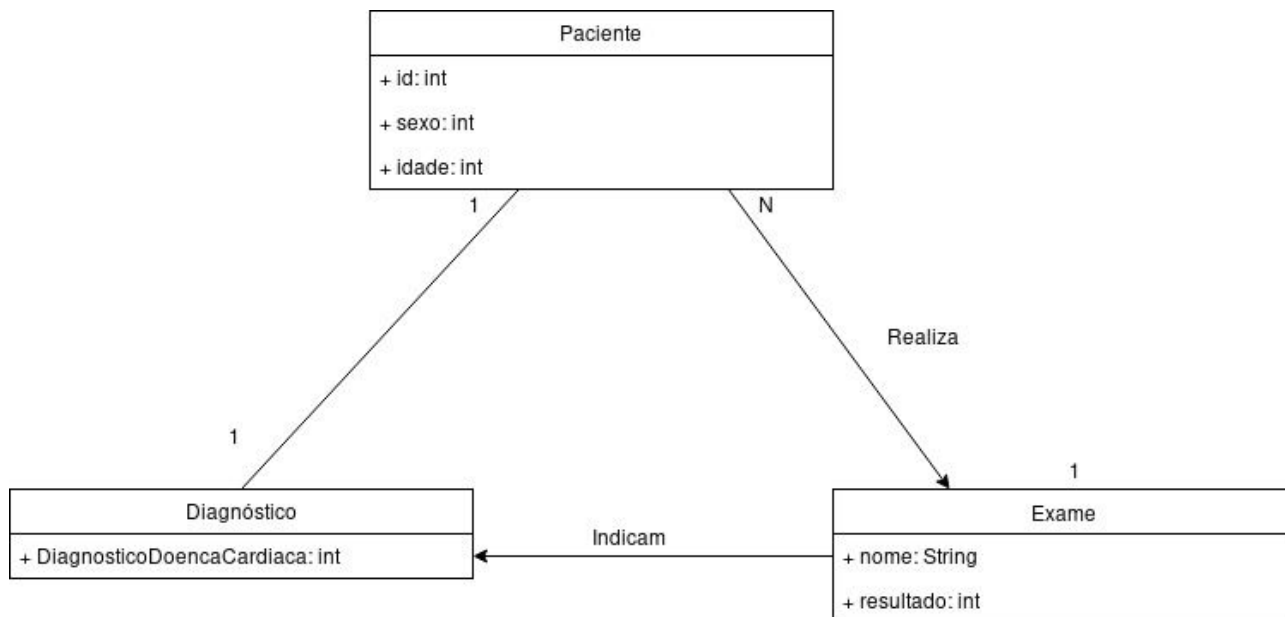 Paciente
+ id: int
+ sexo: int
+ idade: int
1
N
Realiza
1
1
Diagnóstico
+ DiagnosticoDoencaCardiaca: int
Indicam
Exame
+ nome: String
+ resultado: int